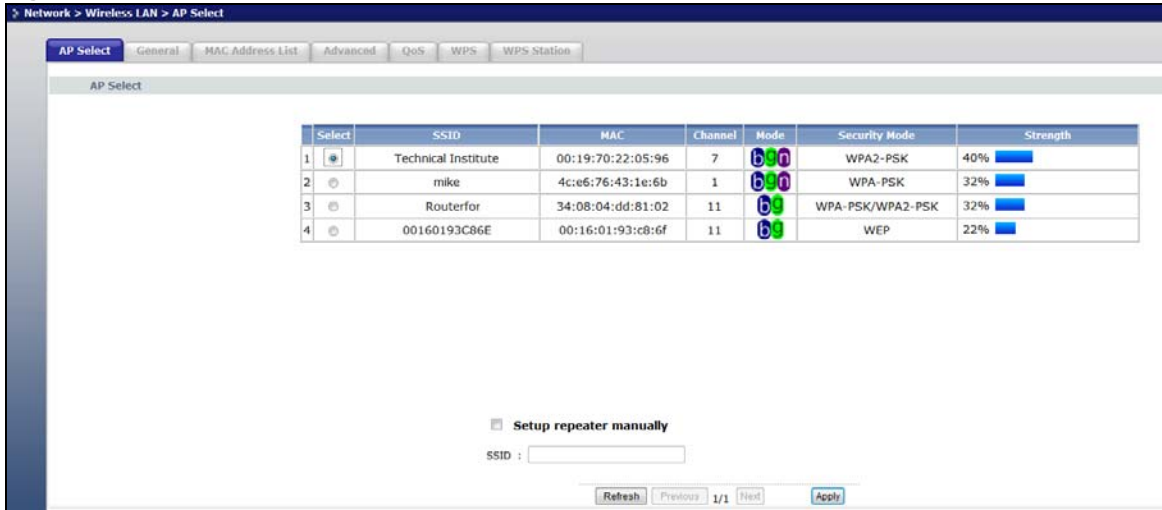 Network > Wireless LAN > AP Select
AP Select General MAC Address List Advanced QoS WPS WPS Station
AP Select
Select SSID MAC Channel Mode Security Mode Strength
1 Technical Institute 00:19:70:22:05:96 7 bgn WPA2-PSK 40%
2 mike 4c:e6:76:43:1e:6b 1 bgn WPA-PSK 32%
3 Routerfor 34:08:04:dd:81:02 11 bg WPA-PSK/WPA2-PSK 32%
4 00160193C86E 00:16:01:93:c8:6f 11 bg WEP 22%
Setup repeater manually
SSID :
Refresh Previous 1/1 Next Apply